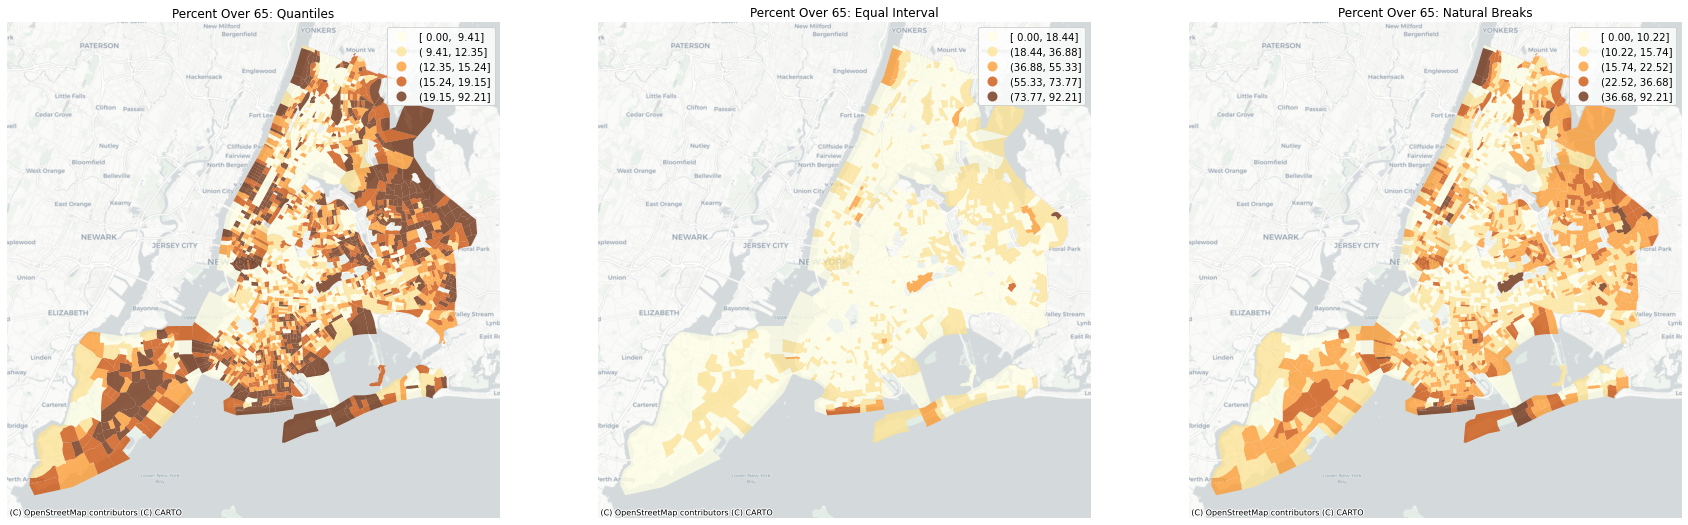 Percent Over 65: Quantiles
[ 0.00,  9.41]
( 9.41, 12.35]
(12.35, 15.24]
(15.24, 19.15]
(19.15, 92.21]
YONKERS
New Milford
Bergenfield
PATERSON
Mount Ve
Englewood
Hackensack
Little Falls
Clifton
Passaic
Cedar Grove
Fort Lee
Nutley
Cliffside Park
Fairview
Bloomfield
North Bergen
West Orange
Belleville
Union City
East Orange
Kearny
NEWARK
JERSEY CITY
Floral Park
Union
NEW YORK
ELIZABETH
Bayonne
Valley Stream
Linden
Carteret
Perth Am
(C) OpenStreetMap contributors (C) CARTO
Percent Over 65: Equal Interval
[ 0.00, 18.44]
(18.44, 36.88]
(36.88, 55.33]
(55.33, 73.77]
(73.77, 92.21]
YONKERS
New Milford
Bergenfield
PATERSON
Mount Ve
Englewood
Hackensack
Little Falls
Clifton
Passaic
Cedar Grove
Fort Lee
Nutley
Cliffside Park
Fairview
Bloomfield
North Bergen
West Orange
Belleville
Union City
East Orange
Kearny
NEWARK
JERSEY CITY
Floral Park
Union
NEW YORK
ELIZABETH
Bayonne
Valley Stream
Linden
Carteret
(C) OpenStreetMap contributors (C) CARTO
Percent Over 65: Natural Breaks
[ 0.00, 10.22]
(10.22, 15.74]
(15.74, 22.52]
(22.52, 36.68]
(36.68, 92.21]
YONKERS
New Milford
Bergenfield
PATERSON
Mount Ve
Englewood
Hackensack
Little Falls
Clifton
Passaic
Cedar Grove
Fort Lee
Nutley
Cliffside Park
Fairview
Bloomfield
North Bergen
West Orange
Belleville
Union City
East Orange
Kearny
NEWARK
JERSEY CITY
Floral Park
Union
ELIZABETH
Bayonne
Valley Stream
Linden
Carteret
(C) OpenStreetMap contributors (C) CARTO